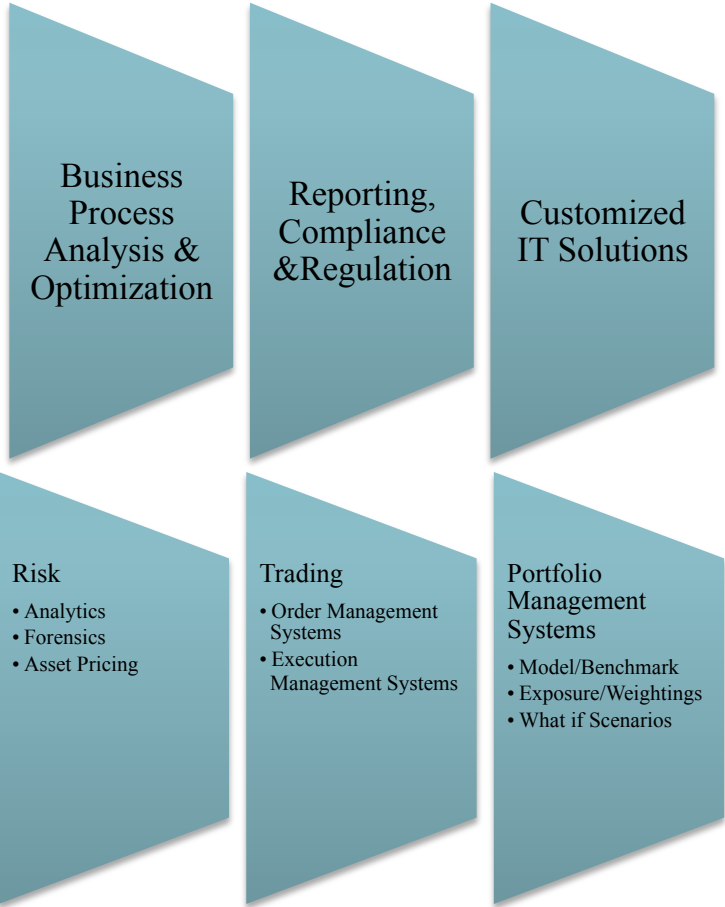 Business
Process
Analysis &
Optimization
Reporting,
Compliance
&Regulation
Customized
IT Solutions
Risk
• Analytics
• Forensics
• Asset Pricing
Trading
• Order Management
Systems
• Execution
Management Systems
Portfolio
Management
Systems
• Model/Benchmark
• Exposure/Weightings
• What if Scenarios